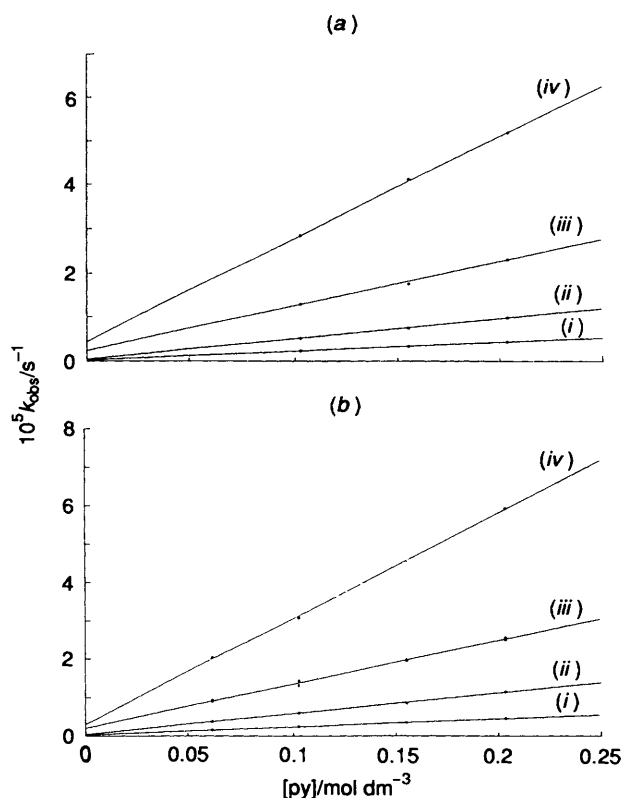 (a)
6
4
2
0
(iv)
(iii)
(ii)
(i)
10⁵k_obs/s⁻¹
(b)
8
6
4
2
0
(iv)
(iii)
(ii)
(i)
0 0.05 0.1 0.15 0.2 0.25
[py]/mol dm⁻³